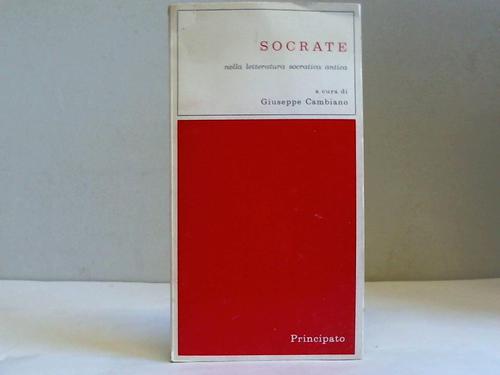 SOCRATE
nella letteratura socratica antica
a cura di
Giuseppe Cambiano
Principato